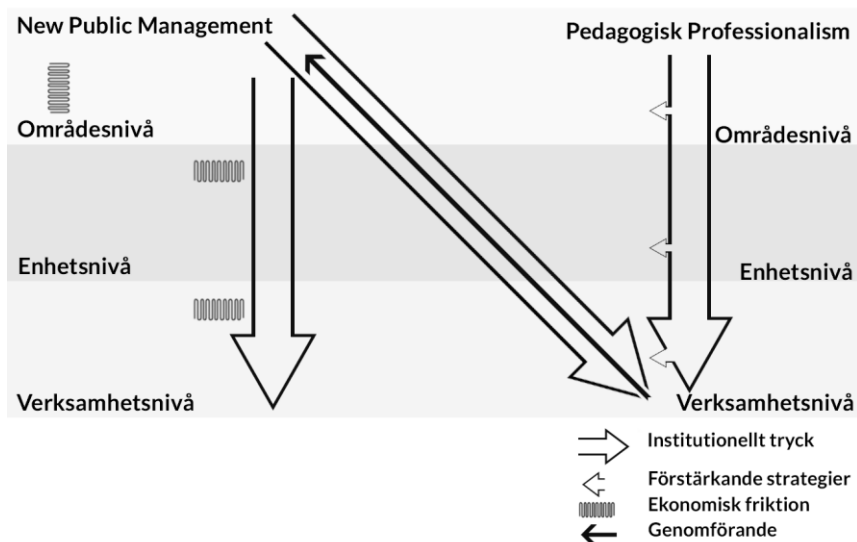 New Public Management
Pedagogisk Professionalism
Områdesnivå
Områdesnivå
Enhetsnivå
Enhetsnivå
Verksamhetsnivå
Verksamhetsnivå
Institutionellt tryck
Förstärkande strategier
Ekonomisk friktion
Genomförande